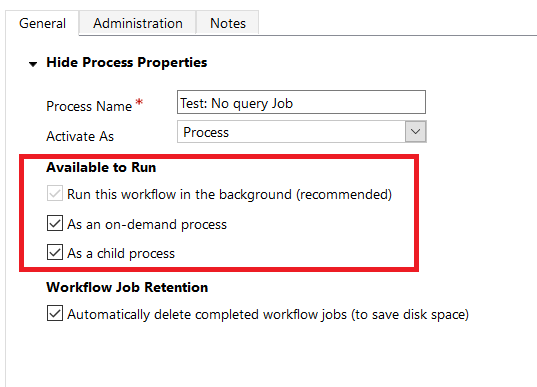 General Administration Notes
Hide Process Properties
Process Name * Test: No query Job
Activate As Process
Available to Run
Run this workflow in the background (recommended)
As an on-demand process
As a child process
Workflow Job Retention
Automatically delete completed workflow jobs (to save disk space)